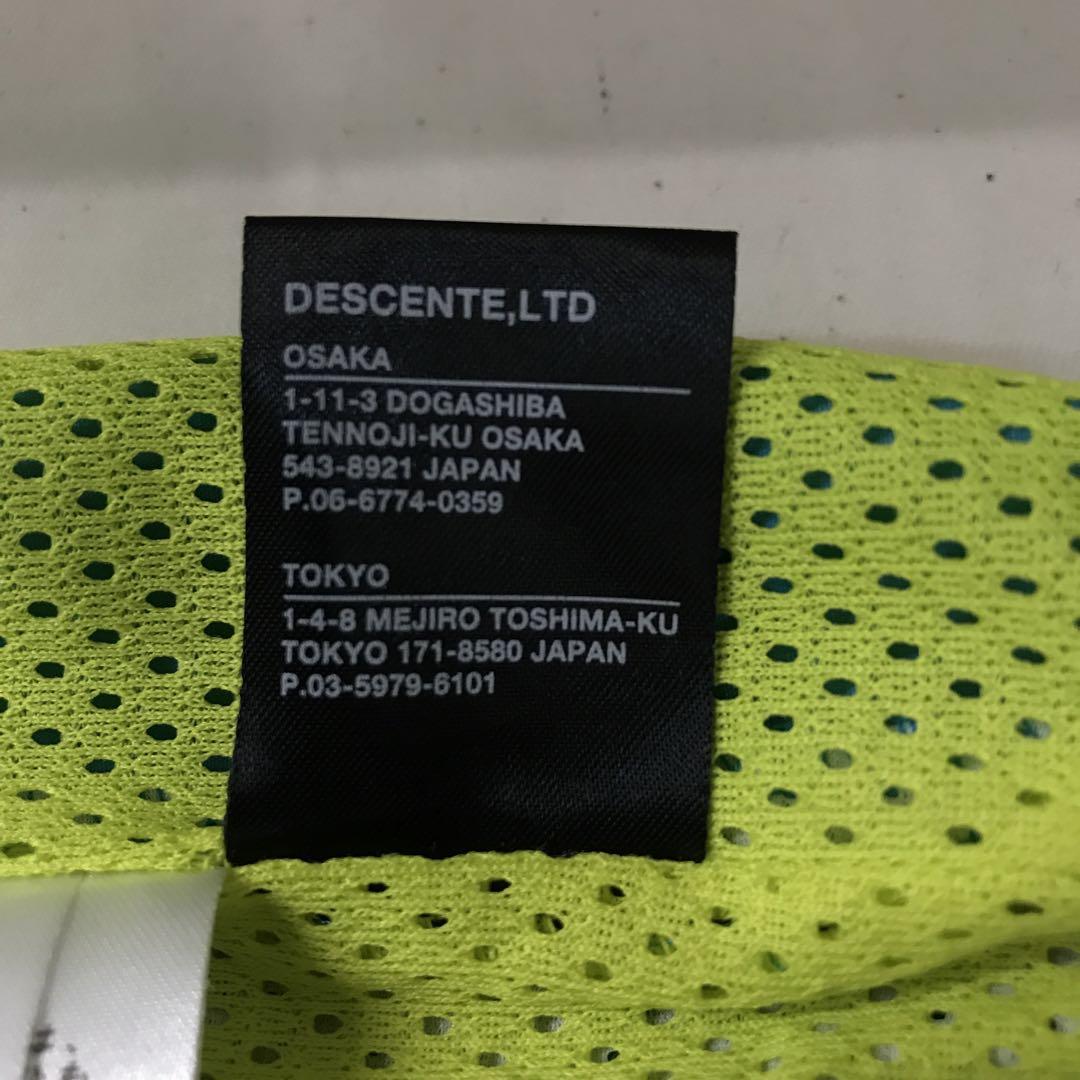 DESCENTE,LTD
OSAKA
1-11-3 DOGASHIBA
TENNOJI-KU OSAKA
543-8921 JAPAN
P.06-6774-0359
TOKYO
1-4-8 MEJIRO TOSHIMA-KU
TOKYO 171-8580 JAPAN
P.03-5979-6101